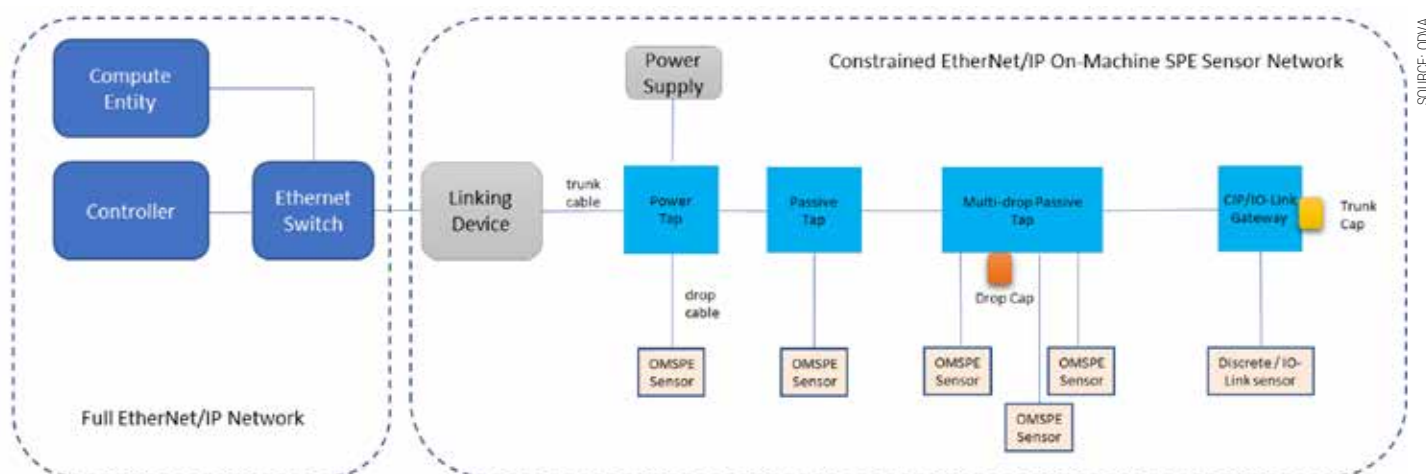 Compute
Entity
Controller
Ethernet
Switch
Full EtherNet/IP Network
Constrained EtherNet/IP On-Machine SPE Sensor Network
Power
Supply
Linking
Device
trunk
cable
Power
Tap
Passive
Tap
Multi-drop Passive
Tap
CIP/IO-Link
Gateway
Trunk
Cap
drop
cable
Drop Cap
OMSPE
Sensor
OMSPE
Sensor
OMSPE
Sensor
OMSPE
Sensor
OMSPE
Sensor
Discrete / IO-
Link sensor
SOURCE: ODVA